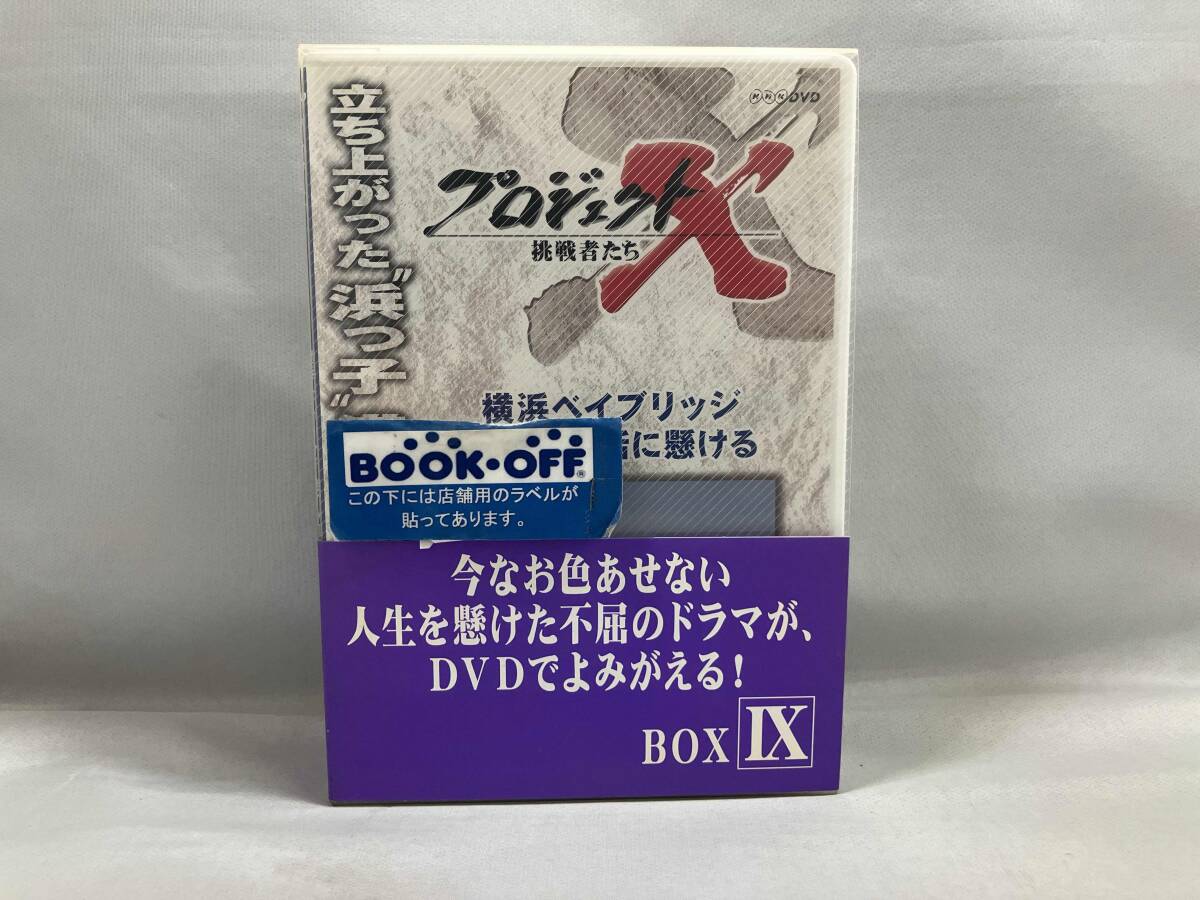 NHK DVD
プロジェクトX
挑戦者たち
立ち上がった"浜っ子"
横浜ベイブリッジ
に懸ける
BOOK・OFF®
この下には店舗用のラベルが
貼ってあります。
今なお色あせない
人生を懸けた不屈のドラマが、
DVDでよみがえる!
BOX IX